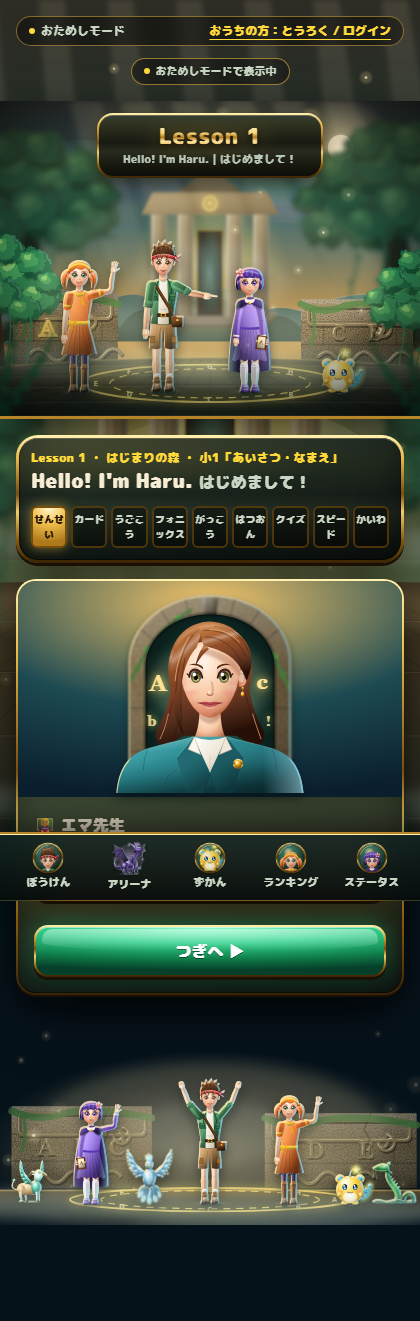 おためしモード
おうちの方：とうろく / ログイン
おためしモードで表示中
Lesson 1
Hello! I'm Haru. | はじめまして！
A
Lesson 1 ・ はじまりの森 ・ 小1「あいさつ・なまえ」
Hello! I'm Haru. はじめまして！
せんせい
カード
うごこう
フォニックス
がっこう
はつおん
クイズ
スピード
かいわ
A
c
b
!
エマ先生
ぼうけん
アリーナ
ずかん
ランキング
ステータス
つぎへ ▶
A
C
D E